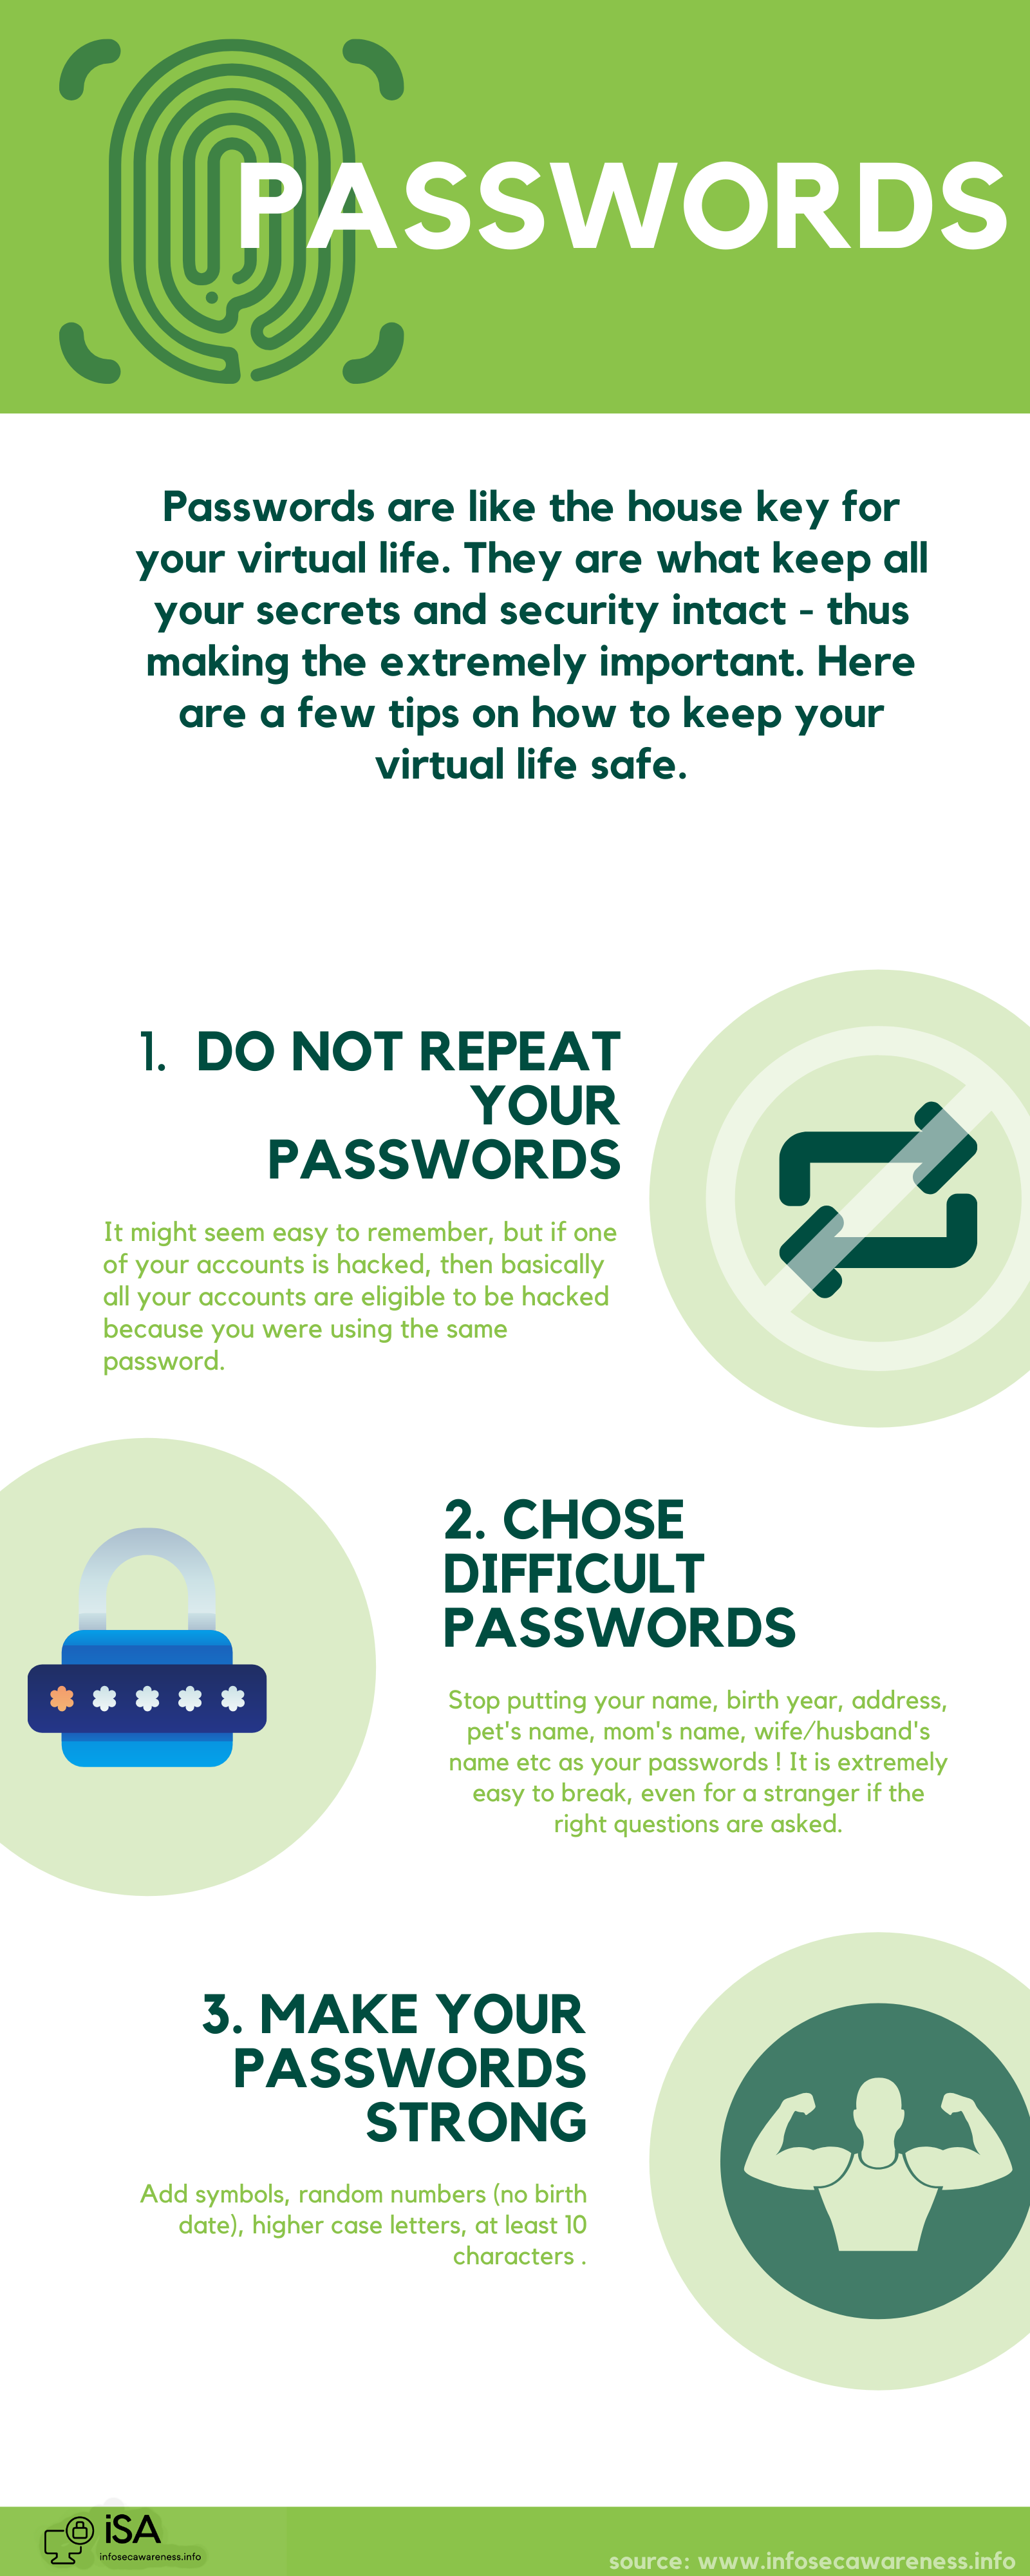 PASSWORDS
Passwords are like the house key for
your virtual life. They are what keep all
your secrets and security intact - thus
making the extremely important. Here
are a few tips on how to keep your
virtual life safe.
1. DO NOT REPEAT
YOUR
PASSWORDS
It might seem easy to remember, but if one
of your accounts is hacked, then basically
all your accounts are eligible to be hacked
because you were using the same
password.
2. CHOSE
DIFFICULT
PASSWORDS
Stop putting your name, birth year, address,
pet's name, mom's name, wife/husband's
name etc as your passwords ! It is extremely
easy to break, even for a stranger if the
right questions are asked.
3. MAKE YOUR
PASSWORDS
STRONG
Add symbols, random numbers (no birth
date), higher case letters, at least 10
characters .
iSA
infosecawareness.info
source: www.infosecawareness.info